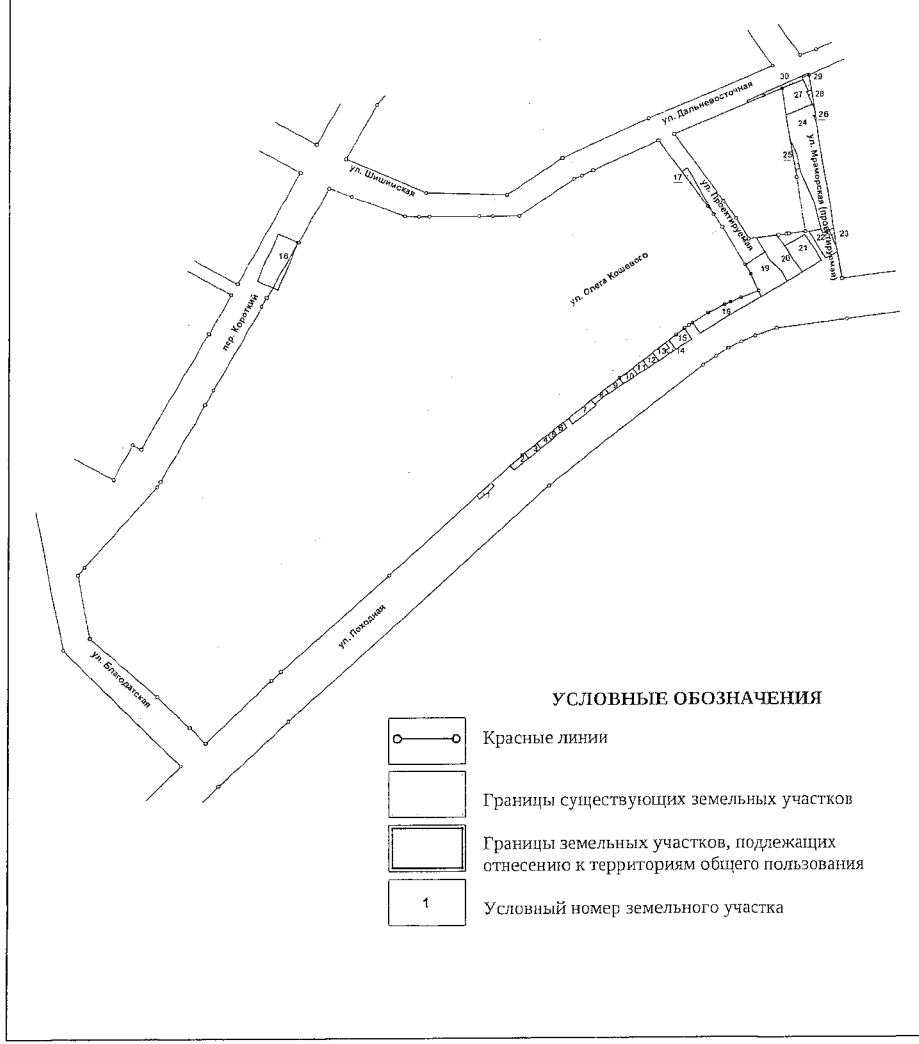 30
29
27
28
ул. Дальневосточная
24
26
25
ул. Мраморская (проектируемая)
ул. Шишимская
17
ул. Проектируемая
23
22
21
20
19
18
ул. Олега Кошевого
пер. Короткий
16
15
14
13
12
11
10
9
8
7
6
5
4
3
2
1
ул. Походная
ул. Благодатская
УСЛОВНЫЕ ОБОЗНАЧЕНИЯ
Красные линии
Границы существующих земельных участков
Границы земельных участков, подлежащих
отнесению к территориям общего пользования
1
Условный номер земельного участка